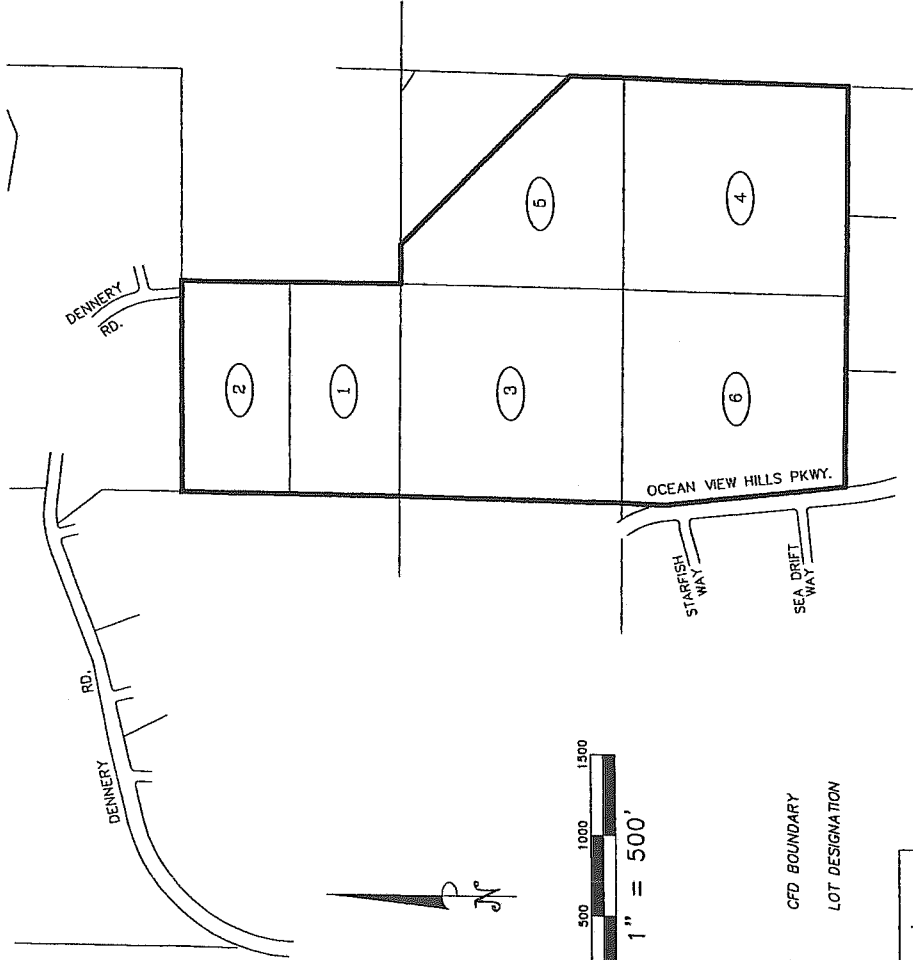 DENNERY
RD.
DENNERY
RD.
2
1
3
5
4
6
OCEAN VIEW HILLS PKWY.
STARFISH
WAY
SEA DRIFT
WAY
N
500
1000
1500
1" = 500'
CFD BOUNDARY
LOT DESIGNATION